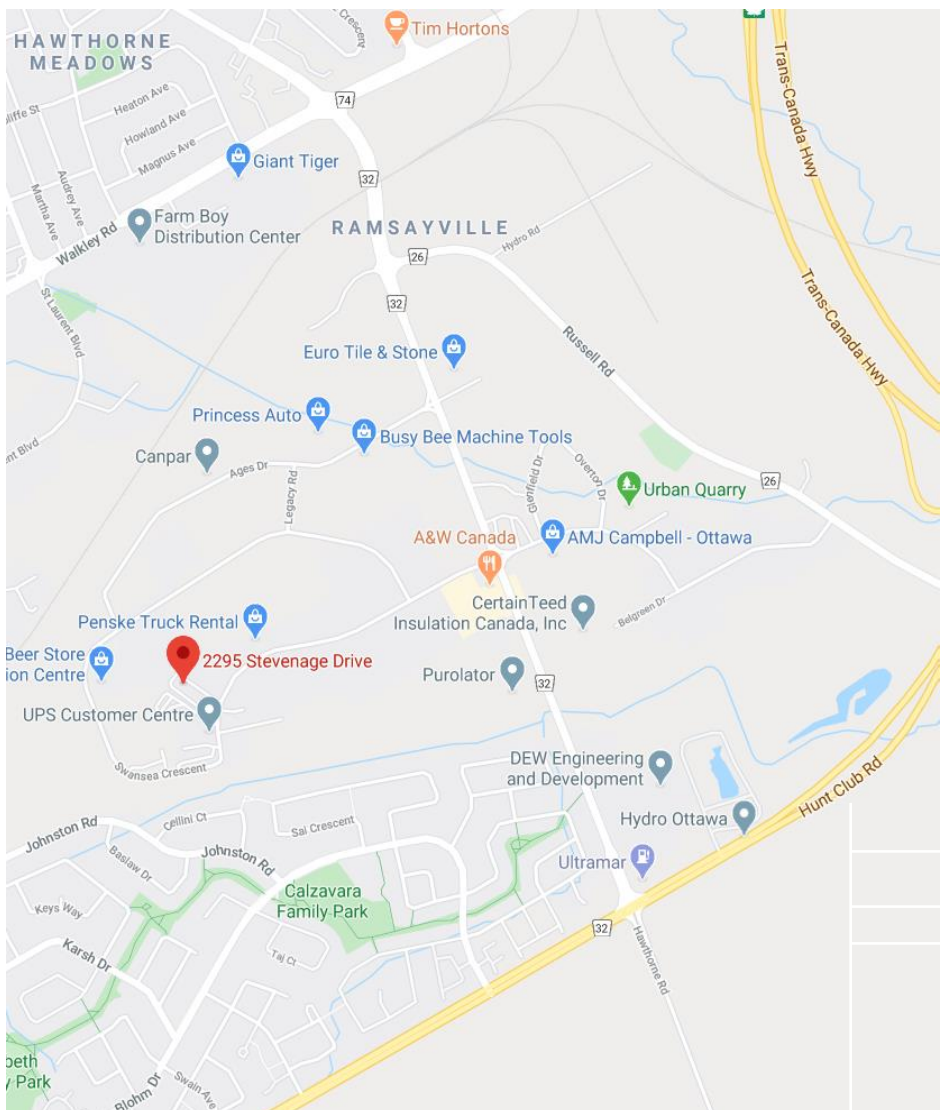 Tim Hortons
Crescent
HAWTHORNE
MEADOWS
Heaton Ave
74
Trans-Canada Hwy
Howland Ave
Magnus Ave
Giant Tiger
32
Audrey Ave
Martha Ave
Farm Boy
Distribution Center
RAMSAYVILLE
Walkley Rd
Hydro Rd
26
St Laurent Blvd
32
Trans-Canada Hwy
Euro Tile & Stone
Russell Rd
Princess Auto
Busy Bee Machine Tools
Canpar
Ages Dr
Legacy Rd
Glenfield Dr
Overton Dr
26
Urban Quarry
A&W Canada
AMJ Campbell - Ottawa
CertainTeed
Insulation Canada, Inc
Belgreen Dr
Penske Truck Rental
Beer Store
ion Centre
2295 Stevenage Drive
Purolator
32
UPS Customer Centre
Swansea Crescent
DEW Engineering
and Development
Hunt Club Rd
Hydro Ottawa
Cellini Ct
Sai Crescent
Johnston Rd
Johnston Rd
Baslaw Dr
Ultramar
Calzavara
Family Park
Keys Way
32
Hawthorne Rd
Karsh Dr
Taj Ct
beth
y Park
Swain Ave
Blohm Dr